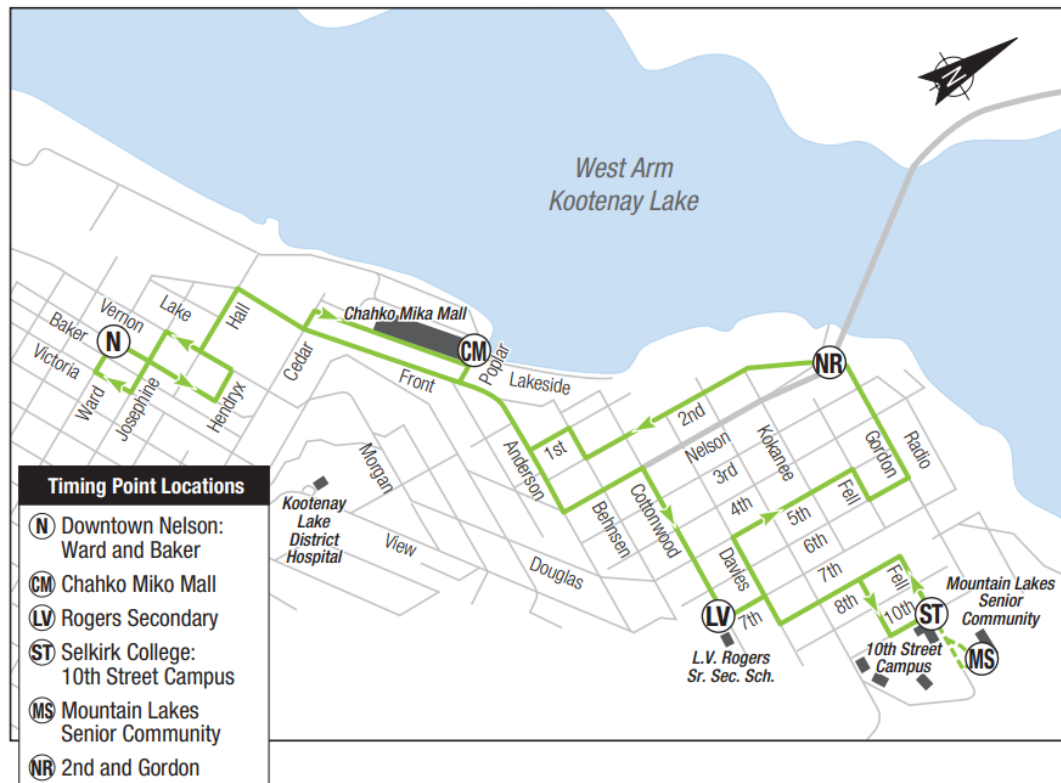 N
West Arm
Kootenay Lake
Chahko Mika Mall
CM
NR
N
Vernon
Lake
Hall
Baker
Victoria
Ward
Josephine
Hendryx
Cedar
Front
Poplar
Lakeside
2nd
1st
Anderson
Nelson
Kokanee
Gordon
Radio
3rd
4th
5th
Fell
Morgan
Behnsen
Cottonwood
6th
Davies
7th
Kootenay
Lake
District
Hospital
View
Douglas
8th
Fell
10th
ST
Mountain Lakes
Senior
Community
LV
7th
L.V. Rogers
Sr. Sec. Sch.
10th Street
Campus
MS
Timing Point Locations
N Downtown Nelson:
Ward and Baker
CM Chahko Miko Mall
LV Rogers Secondary
ST Selkirk College:
10th Street Campus
MS Mountain Lakes
Senior Community
NR 2nd and Gordon